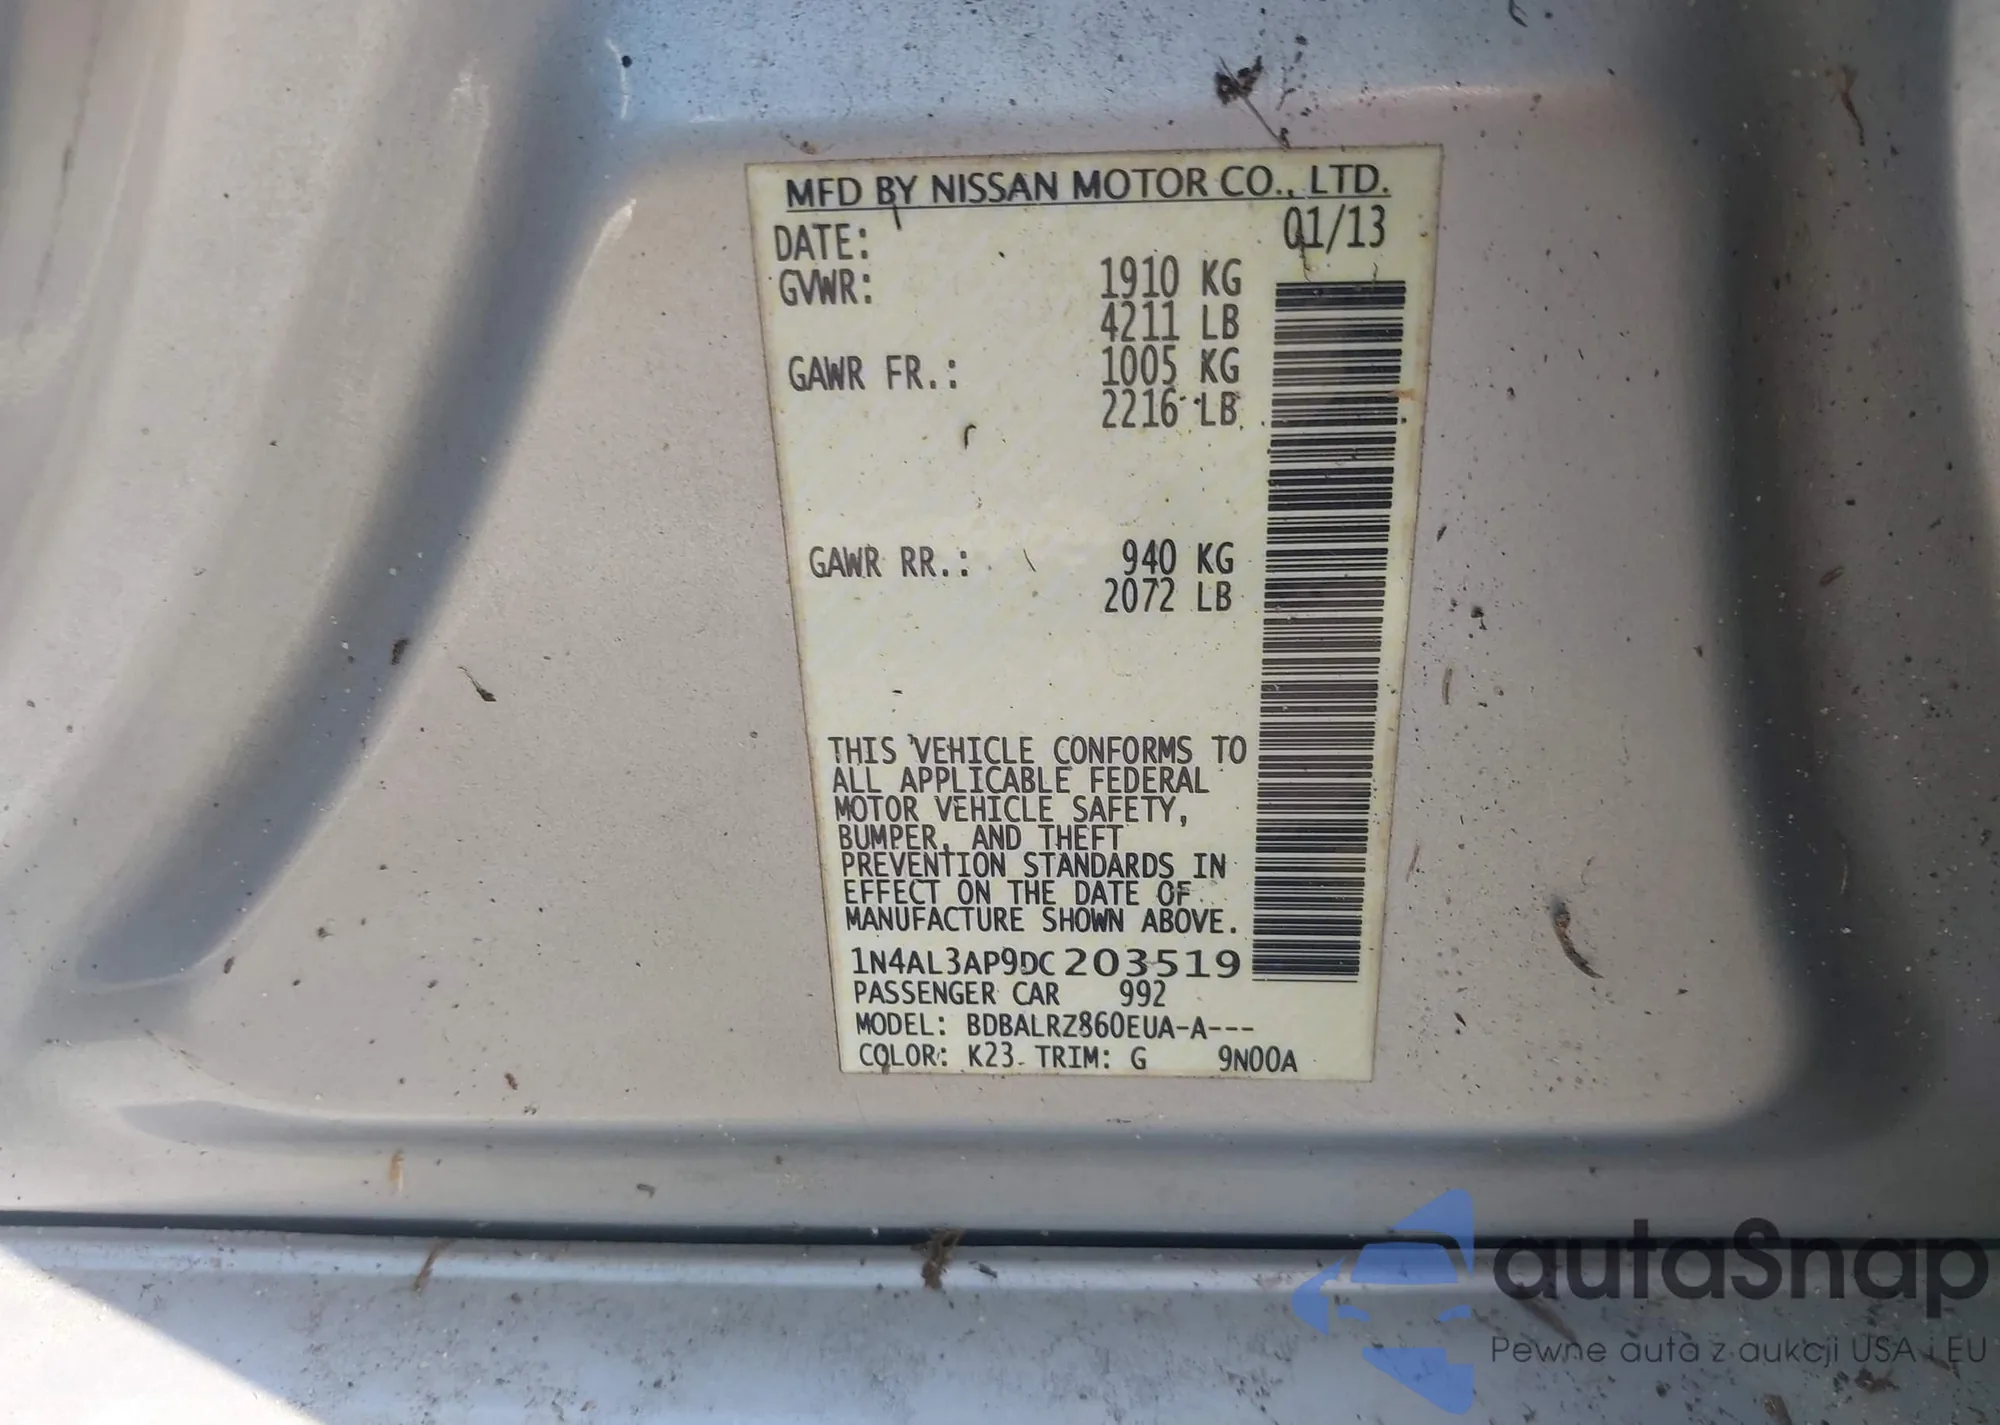 MFD BY NISSAN MOTOR CO., LTD.
DATE: 01/13
GVWR: 1910 KG
4211 LB
GAWR FR.: 1005 KG
2216 LB
GAWR RR.: 940 KG
2072 LB
THIS VEHICLE CONFORMS TO
ALL APPLICABLE FEDERAL
MOTOR VEHICLE SAFETY,
BUMPER, AND THEFT
PREVENTION STANDARDS IN
EFFECT ON THE DATE OF
MANUFACTURE SHOWN ABOVE.
1N4AL3AP9DC203519
PASSENGER CAR 992
MODEL: BDBALRZ860EUA-A---
COLOR: K23 TRIM: G 9N00A
autaSnap
Pewne auta z aukcji USA i EU